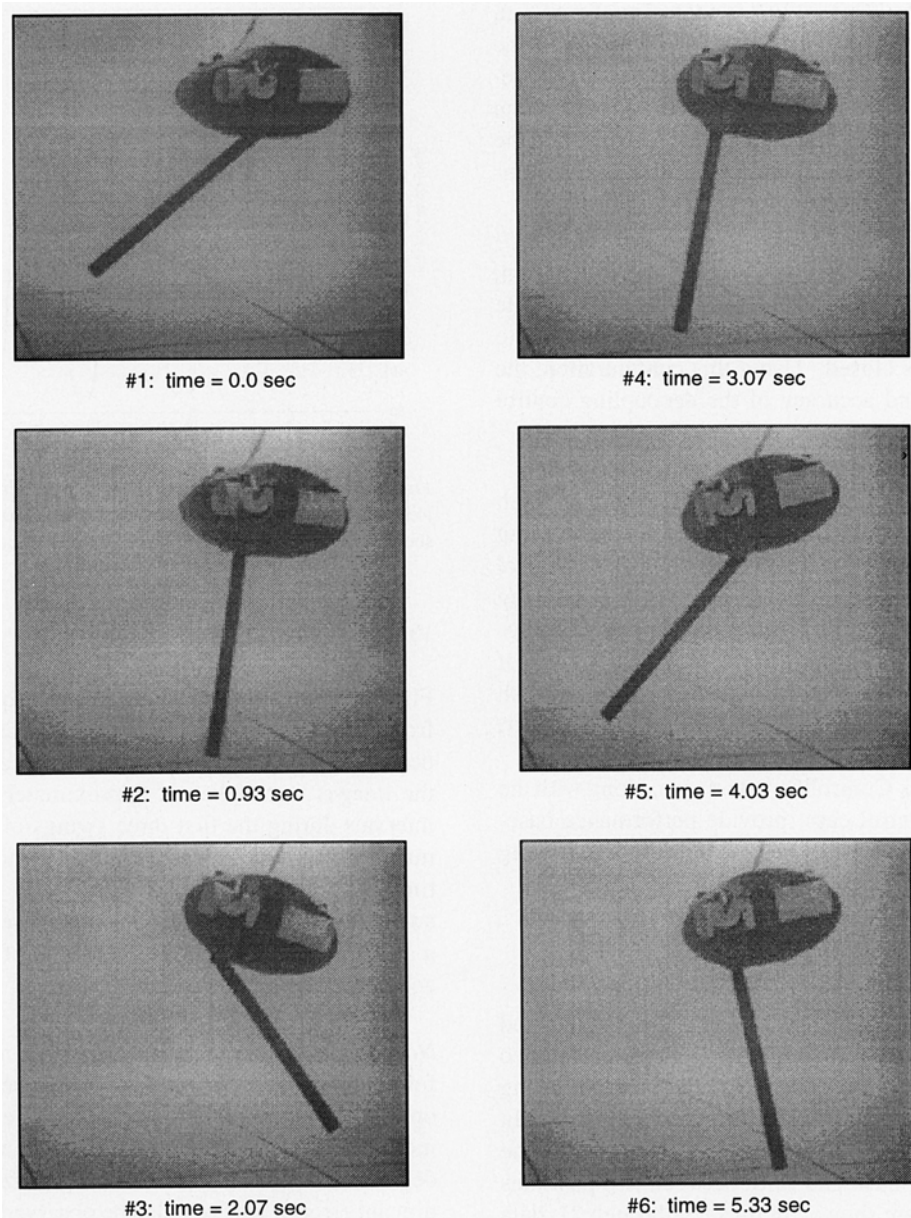 #1: time = 0.0 sec
#2: time = 0.93 sec
#3: time = 2.07 sec
#4: time = 3.07 sec
#5: time = 4.03 sec
#6: time = 5.33 sec